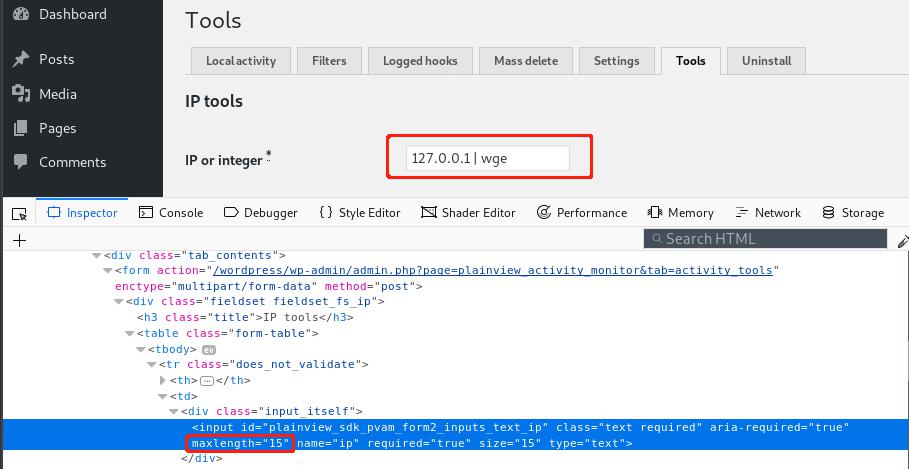 Dashboard
Posts
Media
Pages
Comments
Tools
Local activity Filters Logged hooks Mass delete Settings Tools Uninstall
IP tools
IP or integer *
127.0.0.1| wge
Inspector Console Debugger {} Style Editor Shader Editor Performance Memory Network Storage
+ Search HTML
<div class="tab_contents">
<form action="/wordpress/wp-admin/admin.php?page=plainview_activity_monitor&tab=activity_tools"
enctype="multipart/form-data" method="post">
<div class="fieldset fieldset_fs_ip">
<h3 class="title">IP tools</h3>
<table class="form-table">
<tbody> ev
<tr class="does_not_validate">
<th>…</th>
<td>
<div class="input_itself">
<input id="plainview_sdk_pvam_form2_inputs_text_ip" class="text required" aria-required="true"
maxlength="15" name="ip" required="true" size="15" type="text">
</div>